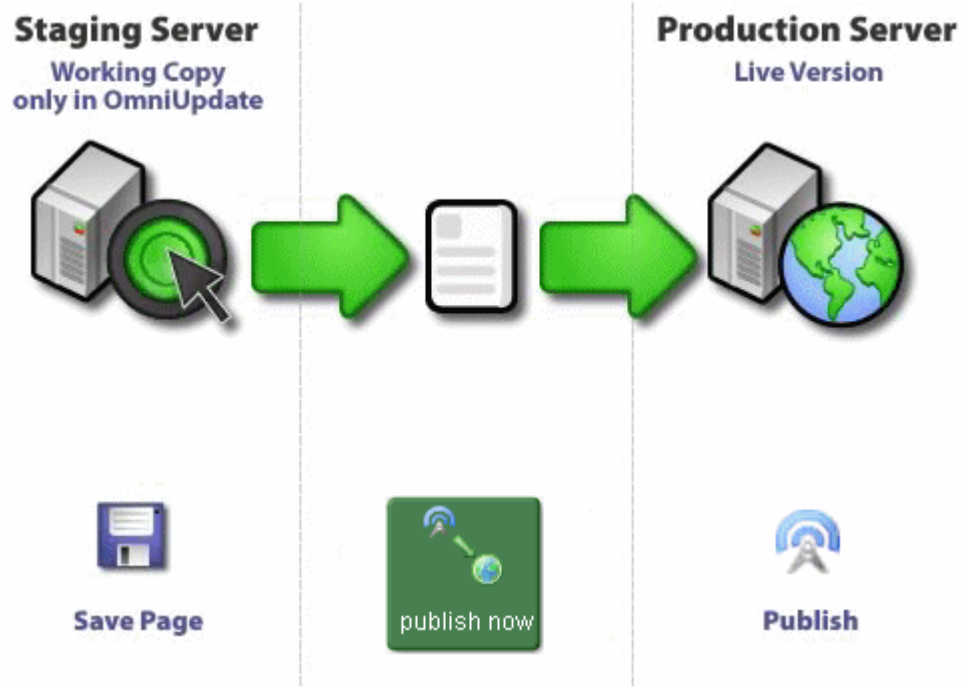 Staging Server
Working Copy
only in OmniUpdate
Production Server
Live Version
Save Page
publish now
Publish